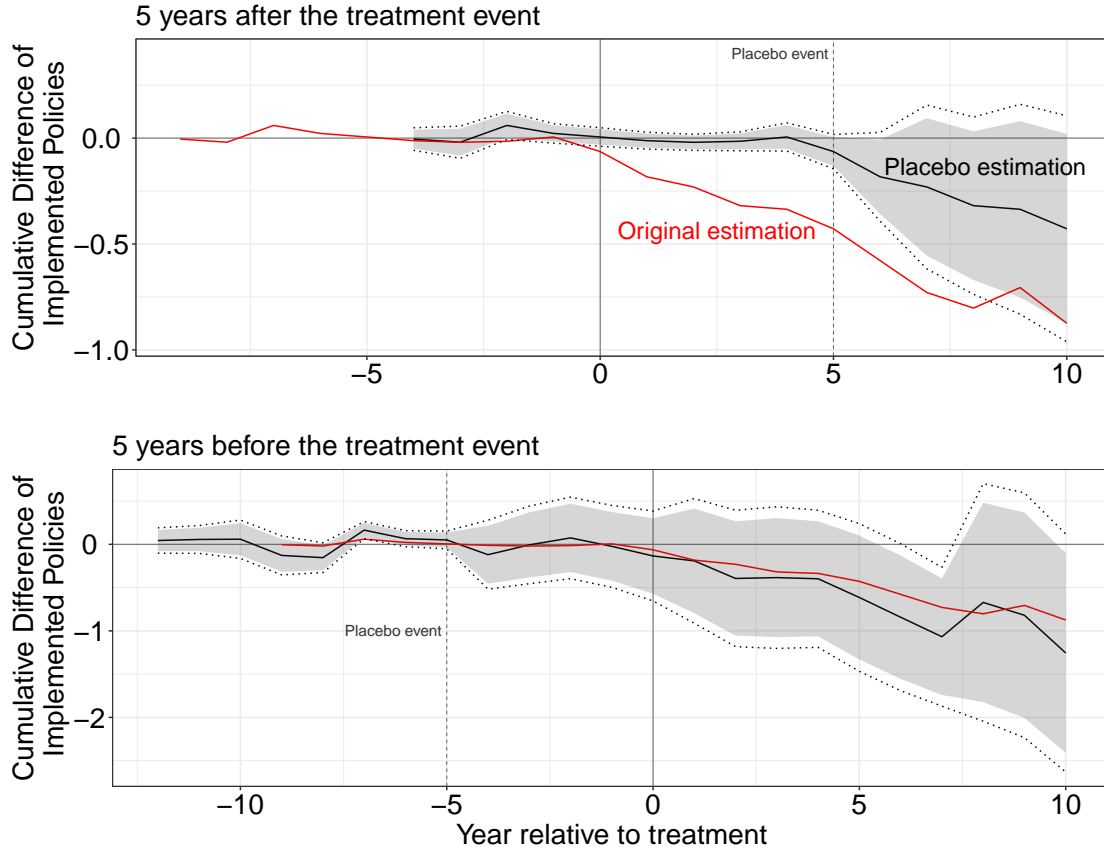 5 years after the treatment event
Cumulative Difference of
Implemented Policies
0.0
−0.5
−1.0
Placebo event
Placebo estimation
Original estimation
−5
0
5
10
5 years before the treatment event
Cumulative Difference of
Implemented Policies
0
−1
−2
Placebo event
−10
−5
0
5
10
Year relative to treatment